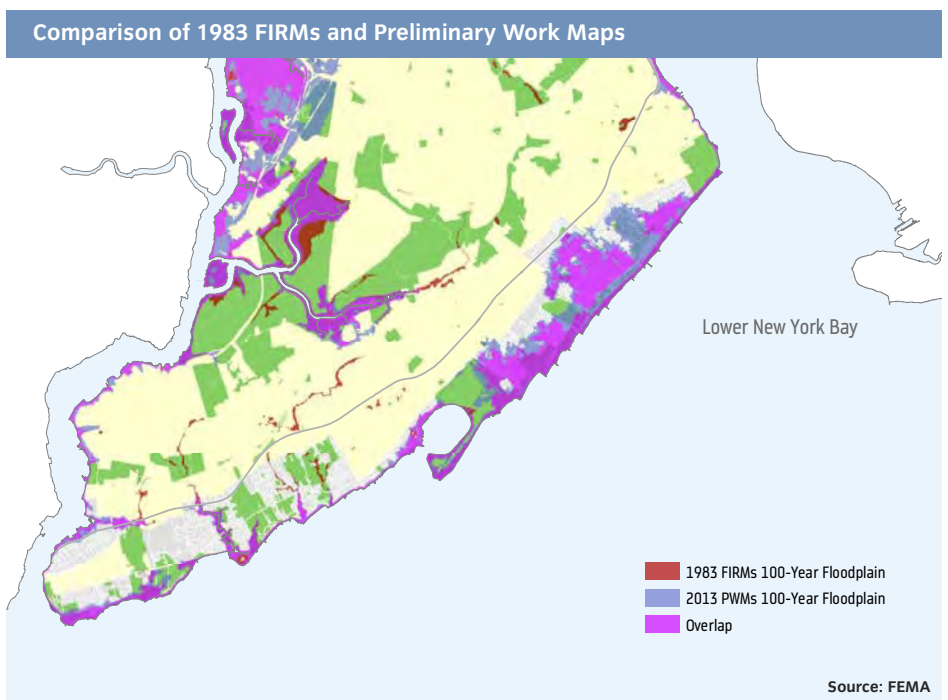 Comparison of 1983 FIRMs and Preliminary Work Maps
Lower New York Bay
1983 FIRMs 100-Year Floodplain
2013 PWMs 100-Year Floodplain
Overlap
Source: FEMA